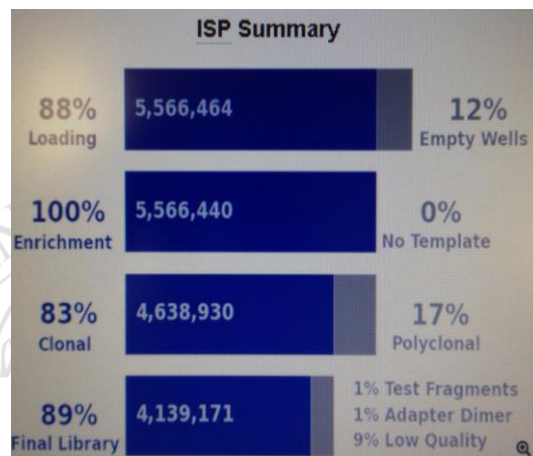 ISP Summary
88%
Loading
5,566,464
12%
Empty Wells
100%
Enrichment
5,566,440
0%
No Template
83%
Clonal
4,638,930
17%
Polyclonal
89%
Final Library
4,139,171
1% Test Fragments
1% Adapter Dimer
9% Low Quality